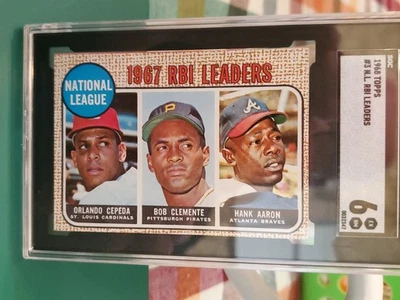 1967 RBI LEADERS
NATIONAL
LEAGUE
ORLANDO CEPEDA
ST. LOUIS CARDINALS
BOB CLEMENTE
PITTSBURGH PIRATES
HANK AARON
ATLANTA BRAVES
P
A
SGC
1968 TOPPS
#3 N.L. RBI LEADERS
6